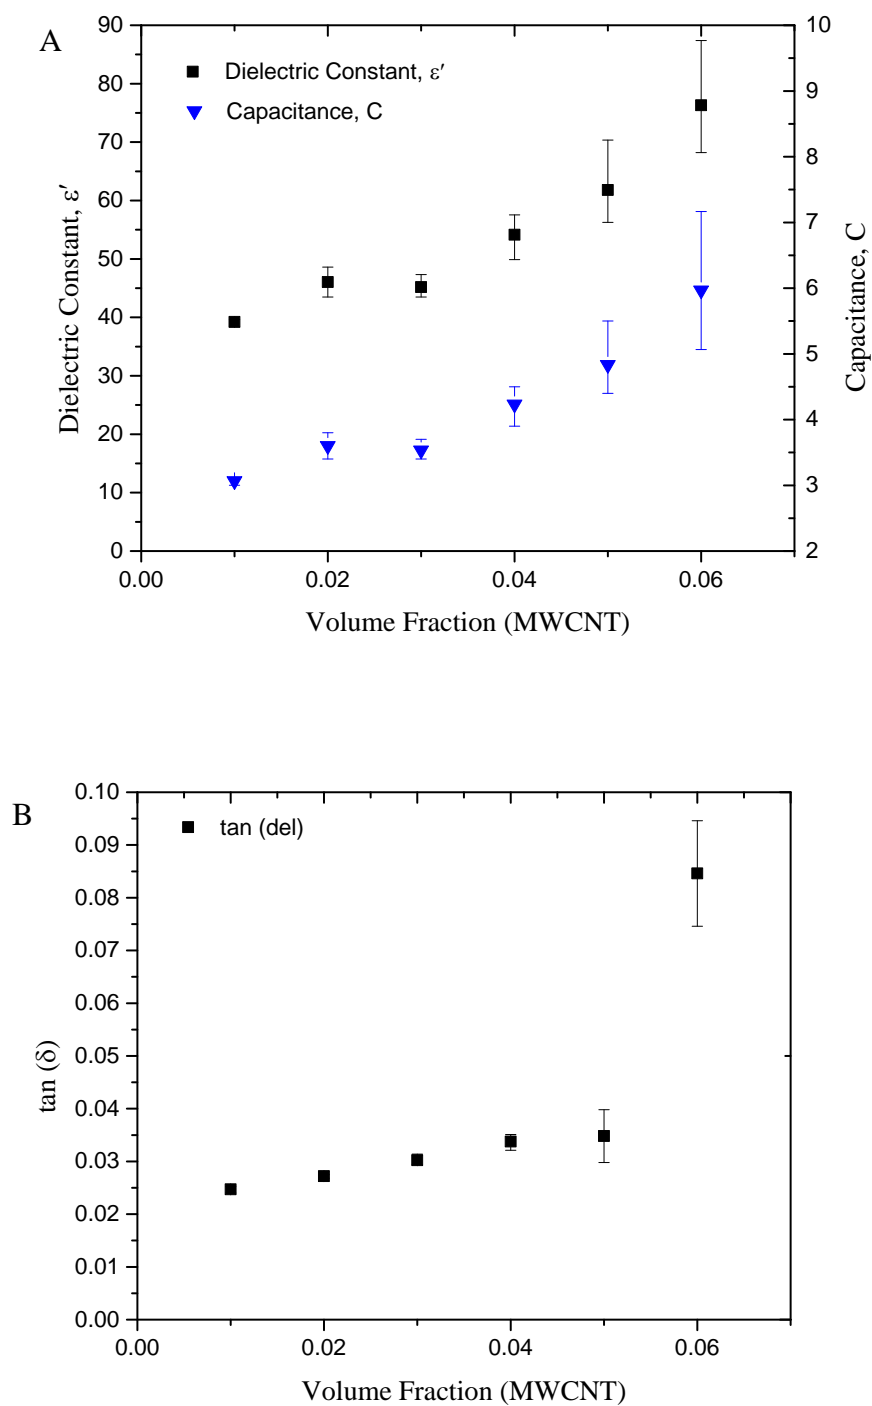 A
Dielectric Constant, ε′
Capacitance, C
90
80
70
60
50
40
30
20
10
0
Dielectric Constant, ε′
10
9
8
7
6
5
4
3
2
Capacitance, C
0.00 0.02 0.04 0.06
Volume Fraction (MWCNT)
B
tan (del)
0.10
0.09
0.08
0.07
0.06
0.05
0.04
0.03
0.02
0.01
0.00
tan (δ)
0.00 0.02 0.04 0.06
Volume Fraction (MWCNT)